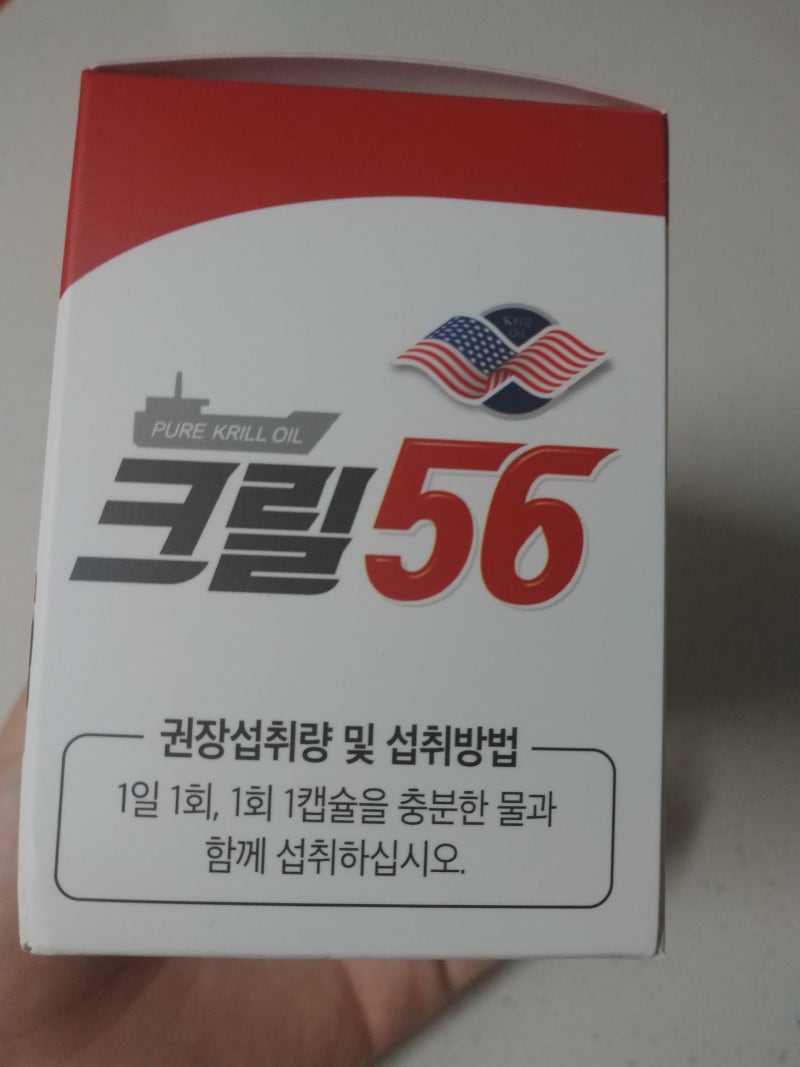 Krill
Oil
PURE KRILL OIL
크릴56
권장섭취량 및 섭취방법
1일 1회, 1회 1캡슐을 충분한 물과
함께 섭취하십시오.